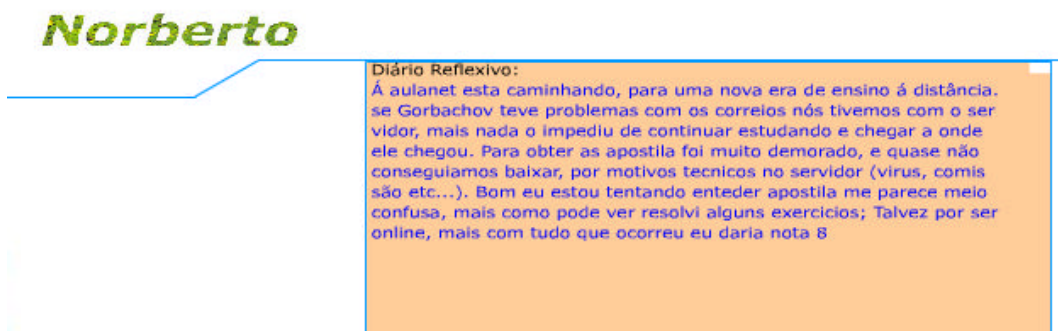 Norberto
Diário Reflexivo:
Á aulanet esta caminhando, para uma nova era de ensino á distância.
se Gorbachov teve problemas com os correios nós tivemos com o ser
vidor, mais nada o impediu de continuar estudando e chegar a onde
ele chegou. Para obter as apostila foi muito demorado, e quase não
conseguiamos baixar, por motivos tecnicos no servidor (virus, comis
são etc...). Bom eu estou tentando enteder apostila me parece meio
confusa, mais como pode ver resolvi alguns exercicios; Talvez por ser
online, mais com tudo que ocorreu eu daria nota 8